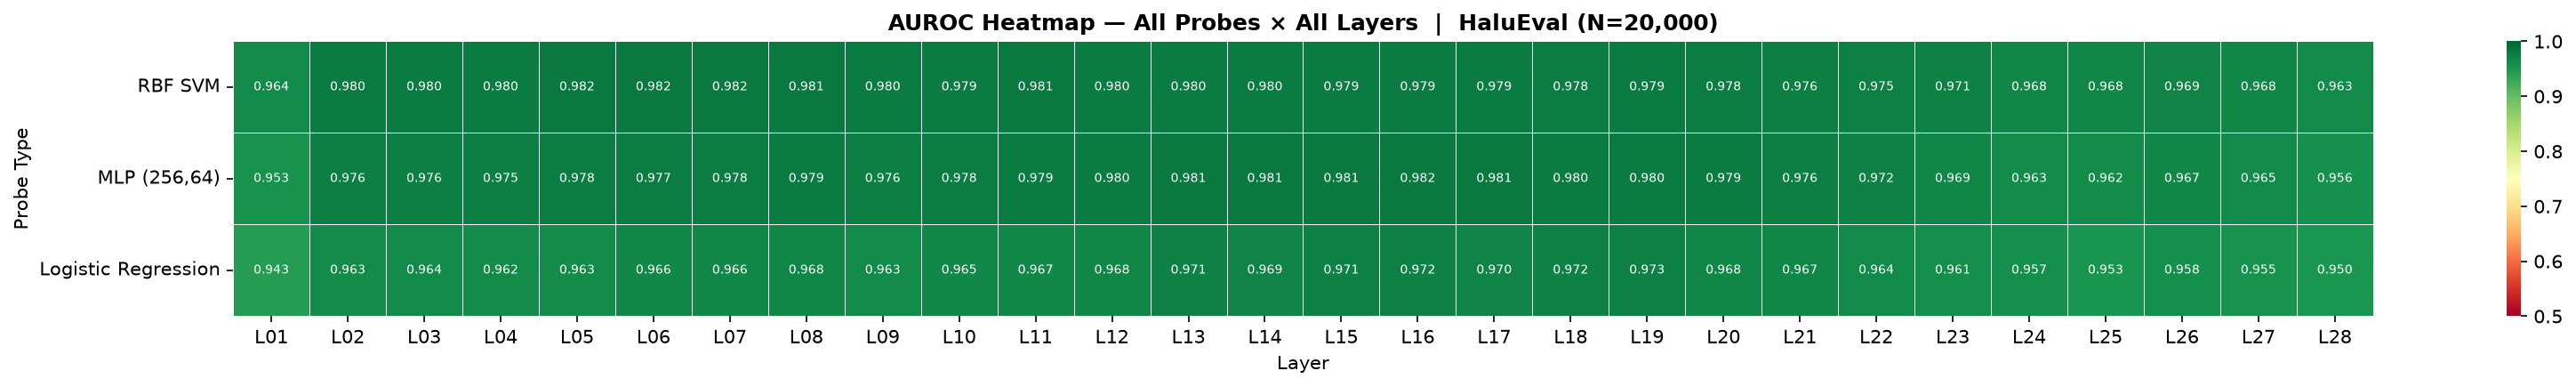 AUROC Heatmap — All Probes × All Layers | HaluEval (N=20,000)
Probe Type
RBF SVM 0.964 0.980 0.980 0.980 0.982 0.982 0.982 0.981 0.980 0.979 0.981 0.980 0.980 0.980 0.979 0.979 0.979 0.978 0.979 0.978 0.976 0.975 0.971 0.968 0.968 0.969 0.968 0.963
MLP (256,64) 0.953 0.976 0.976 0.975 0.978 0.977 0.978 0.979 0.976 0.978 0.979 0.980 0.981 0.981 0.981 0.982 0.981 0.980 0.980 0.979 0.976 0.972 0.969 0.963 0.962 0.967 0.965 0.956
Logistic Regression 0.943 0.963 0.964 0.962 0.963 0.966 0.966 0.968 0.963 0.965 0.967 0.968 0.971 0.969 0.971 0.972 0.970 0.972 0.973 0.968 0.967 0.964 0.961 0.957 0.953 0.958 0.955 0.950
L01 L02 L03 L04 L05 L06 L07 L08 L09 L10 L11 L12 L13 L14 L15 L16 L17 L18 L19 L20 L21 L22 L23 L24 L25 L26 L27 L28
Layer
1.0
0.9
0.8
0.7
0.6
0.5